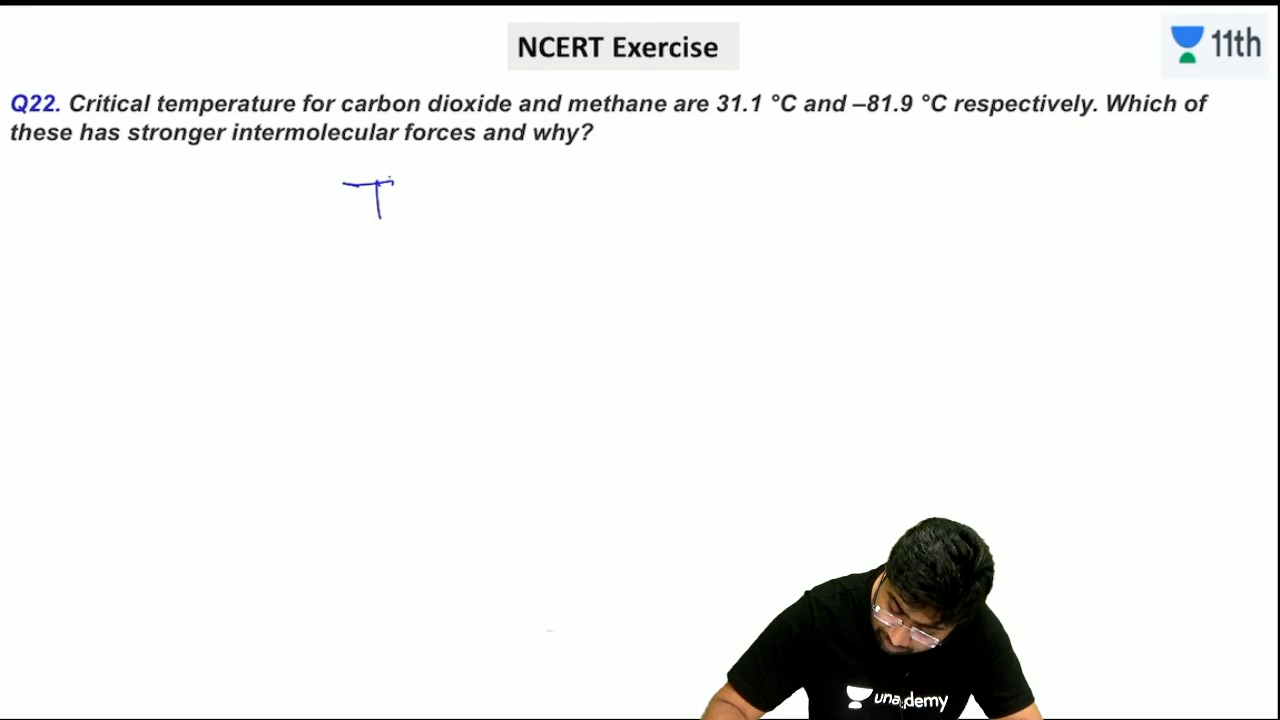 NCERT Exercise
11th
Q22. Critical temperature for carbon dioxide and methane are 31.1 °C and –81.9 °C respectively. Which of
these has stronger intermolecular forces and why?
T
unacademy